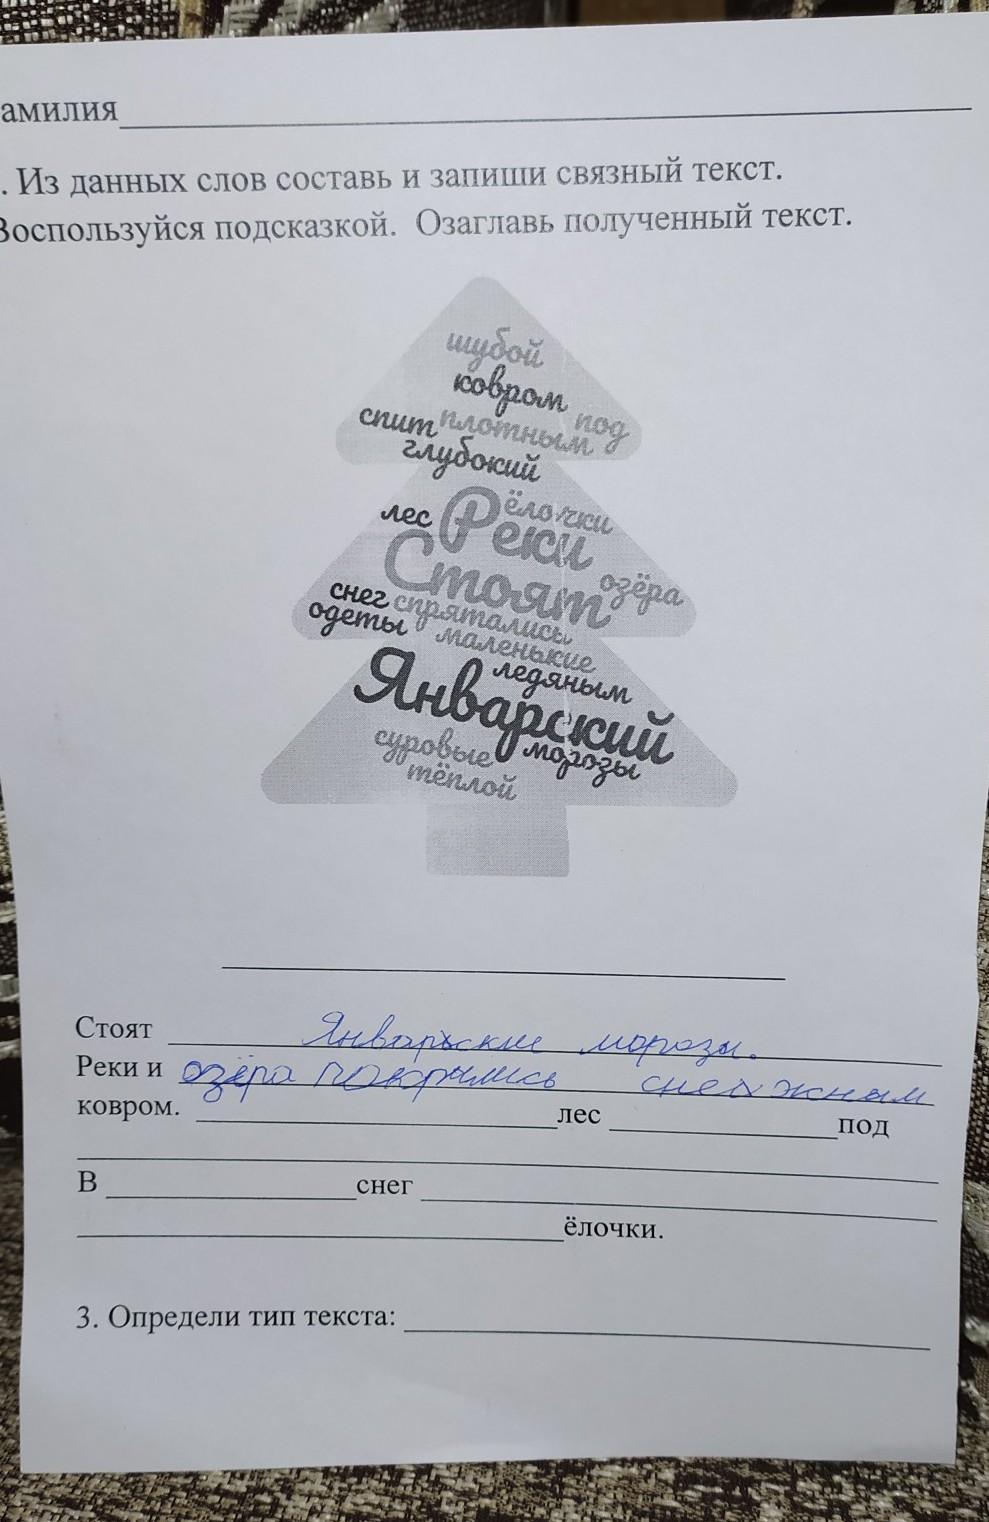 амилия
. Из данных слов составь и запиши связный текст.
Воспользуйся подсказкой. Озаглавь полученный текст.
шубой
ковром
под
спит плотным
глубокий
ёлочки
лес Реки
Стоят озёра
снег спрятались
одеты маленькие
ледяным
Январский
суровые морозы
тёплой
Стоят Январьские морозы.
Реки и озёра покрылись снежным
ковром. лес под
В снег
ёлочки.
3. Определи тип текста: